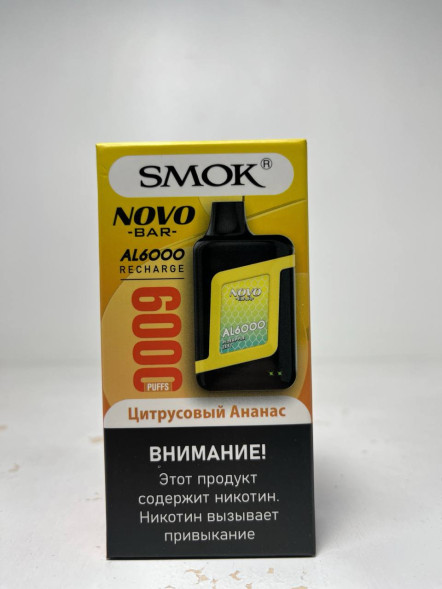 SMOK®
NOVO
-BAR-
AL6000
RECHARGE
6000
PUFFS
NOVO
-BAR-
AL6000
Цитрусовый Ананас
ВНИМАНИЕ!
Этот продукт
содержит никотин.
Никотин вызывает
привыкание